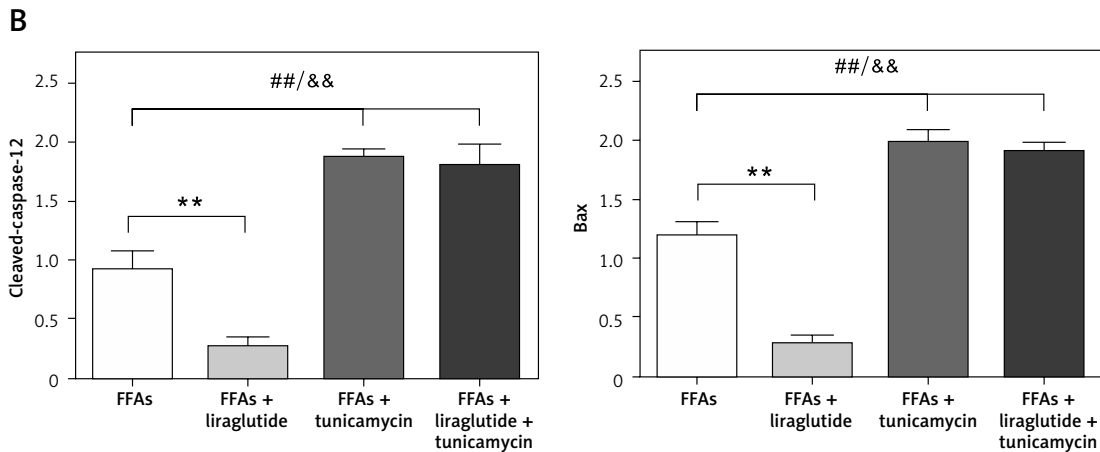 B
Cleaved-caspase-12
2.5
2.0
1.5
1.0
0.5
0
##/&&
**
FFAs
FFAs +
liraglutide
FFAs +
tunicamycin
FFAs +
liraglutide +
tunicamycin
Bax
2.5
2.0
1.5
1.0
0.5
0
##/&&
**
FFAs
FFAs +
liraglutide
FFAs +
tunicamycin
FFAs +
liraglutide +
tunicamycin